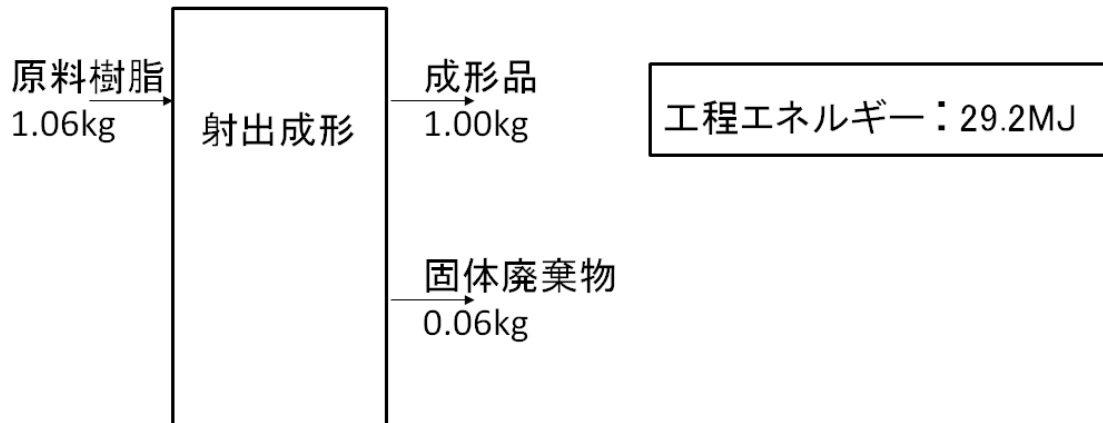 原料樹脂
1.06kg
射出成形
成形品
1.00kg
工程エネルギー：29.2MJ
固体廃棄物
0.06kg